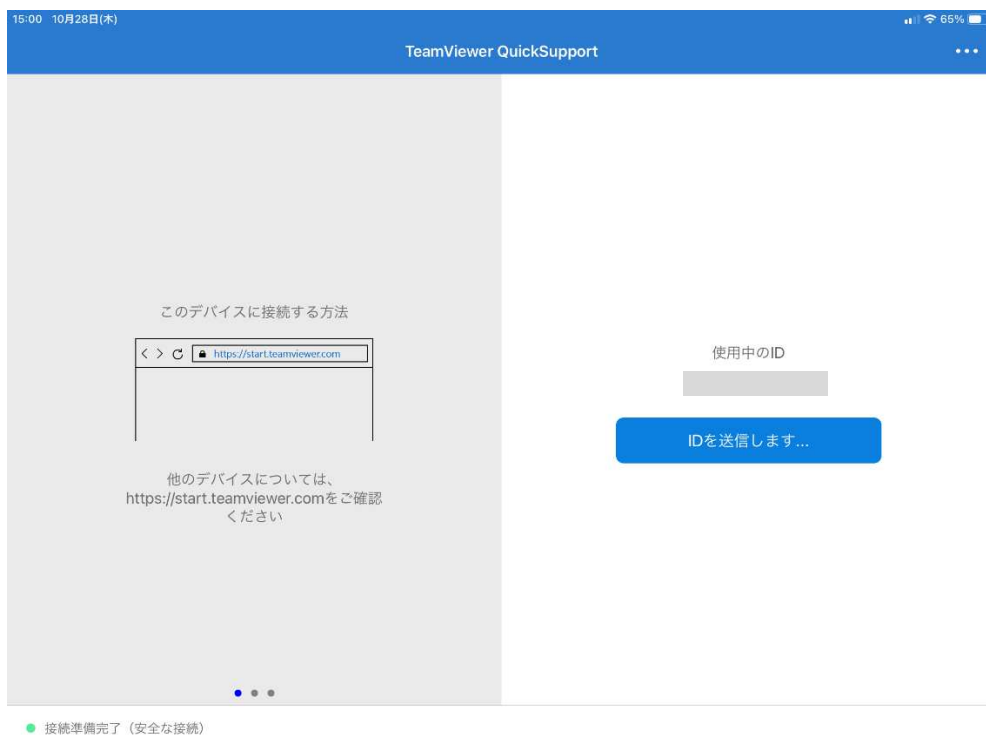 15:00 10月28日(木)
65%
TeamViewer QuickSupport
このデバイスに接続する方法
https://start.teamviewer.com
他のデバイスについては、
https://start.teamviewer.comをご確認
ください
使用中のID
IDを送信します...
接続準備完了（安全な接続）